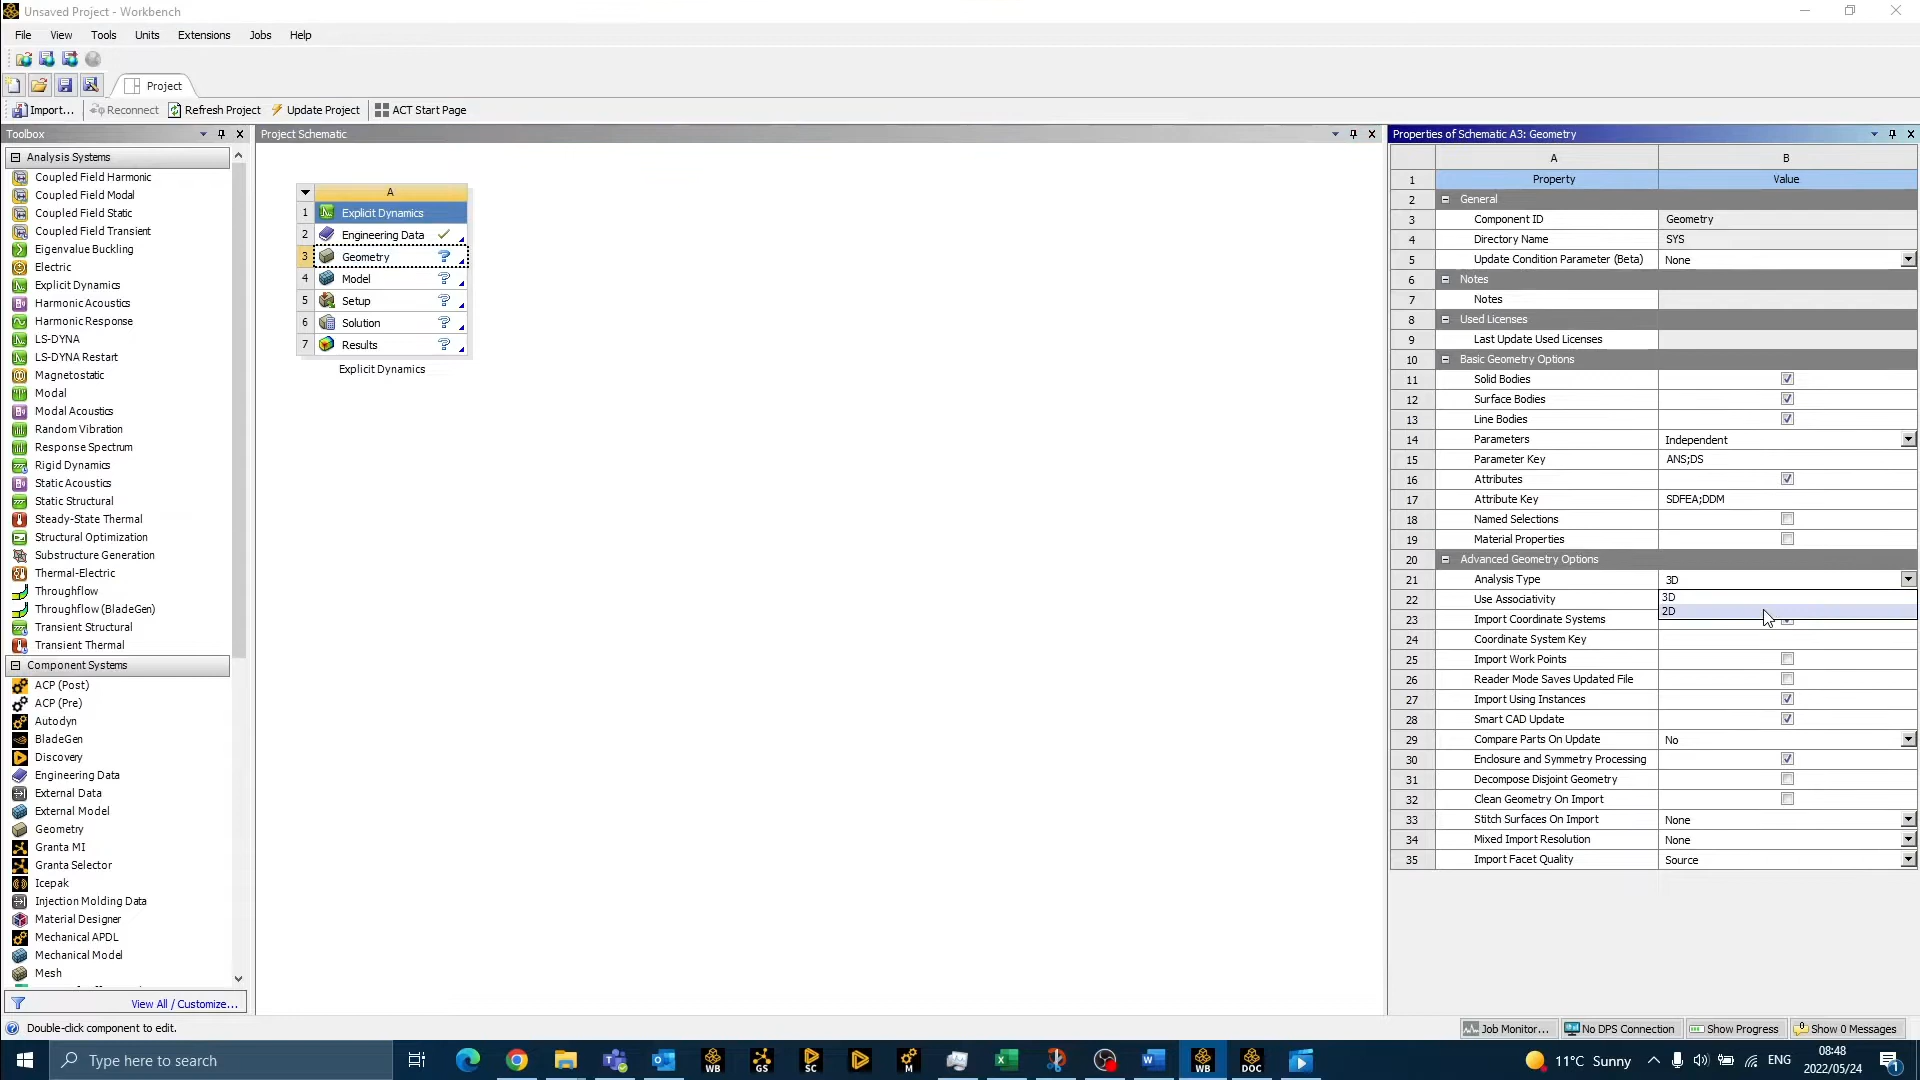 Unsaved Project - Workbench
File View Tools Units Extensions Jobs Help
Project
Import... Reconnect Refresh Project Update Project ACT Start Page
Toolbox
Analysis Systems
Coupled Field Harmonic
Coupled Field Modal
Coupled Field Static
Coupled Field Transient
Eigenvalue Buckling
Electric
Explicit Dynamics
Harmonic Acoustics
Harmonic Response
LS-DYNA
LS-DYNA Restart
Magnetostatic
Modal
Modal Acoustics
Random Vibration
Response Spectrum
Rigid Dynamics
Static Acoustics
Static Structural
Steady-State Thermal
Structural Optimization
Substructure Generation
Thermal-Electric
Throughflow
Throughflow (BladeGen)
Transient Structural
Transient Thermal
Component Systems
ACP (Post)
ACP (Pre)
Autodyn
BladeGen
Discovery
Engineering Data
External Data
External Model
Geometry
Granta MI
Granta Selector
Icepak
Injection Molding Data
Material Designer
Mechanical APDL
Mechanical Model
Mesh
View All / Customize...
Project Schematic
A
1 Explicit Dynamics
2 Engineering Data
3 Geometry
4 Model
5 Setup
6 Solution
7 Results
Explicit Dynamics
Properties of Schematic A3: Geometry
A B
1 Property Value
2 General
3 Component ID Geometry
4 Directory Name SYS
5 Update Condition Parameter (Beta) None
6 Notes
7 Notes
8 Used Licenses
9 Last Update Used Licenses
10 Basic Geometry Options
11 Solid Bodies
12 Surface Bodies
13 Line Bodies
14 Parameters Independent
15 Parameter Key ANS;DS
16 Attributes
17 Attribute Key SDFEA;DDM
18 Named Selections
19 Material Properties
20 Advanced Geometry Options
21 Analysis Type 3D
3D
22 Use Associativity
2D
23 Import Coordinate Systems
24 Coordinate System Key
25 Import Work Points
26 Reader Mode Saves Updated File
27 Import Using Instances
28 Smart CAD Update
29 Compare Parts On Update No
30 Enclosure and Symmetry Processing
31 Decompose Disjoint Geometry
32 Clean Geometry On Import
33 Stitch Surfaces On Import None
34 Mixed Import Resolution None
35 Import Facet Quality Source
Double-click component to edit.
Job Monitor... No DPS Connection Show Progress Show 0 Messages
Type here to search
WB GS SC M WB DOC
11°C Sunny ENG
08:48
2022/05/24
1